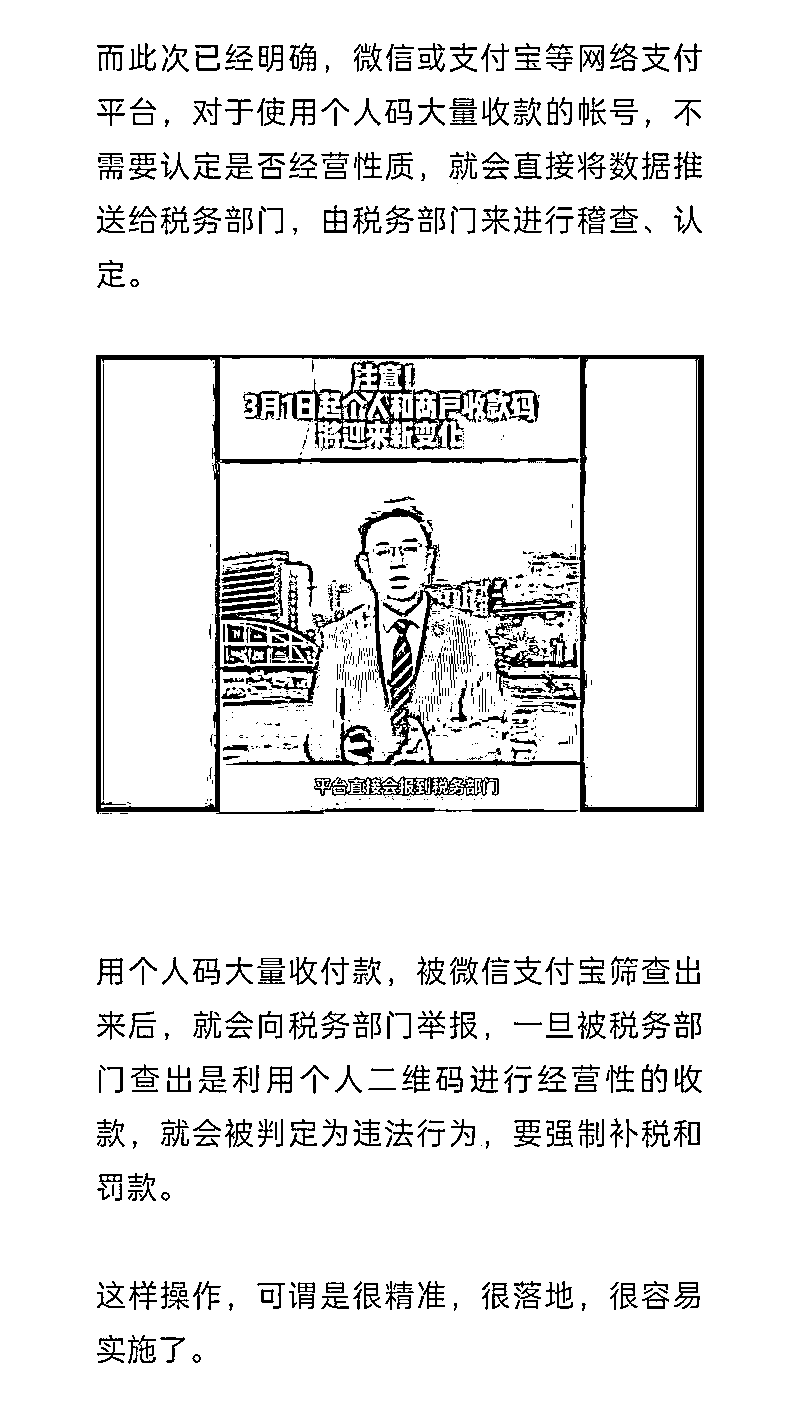 而此次已经明确，微信或支付宝等网络支付
平台，对于使用个人码大量收款的帐号，不
需要认定是否经营性质，就会直接将数据推
送给税务部门，由税务部门来进行稽查、认
定。
注意！
3月1日起个人和商户收款码
将迎来新变化
平台直接会报到税务部门
用个人码大量收付款，被微信支付宝筛查出
来后，就会向税务部门举报，一旦被税务部
门查出是利用个人二维码进行经营性的收
款，就会被判定为违法行为，要强制补税和
罚款。
这样操作，可谓是很精准，很落地，很容易
实施了。